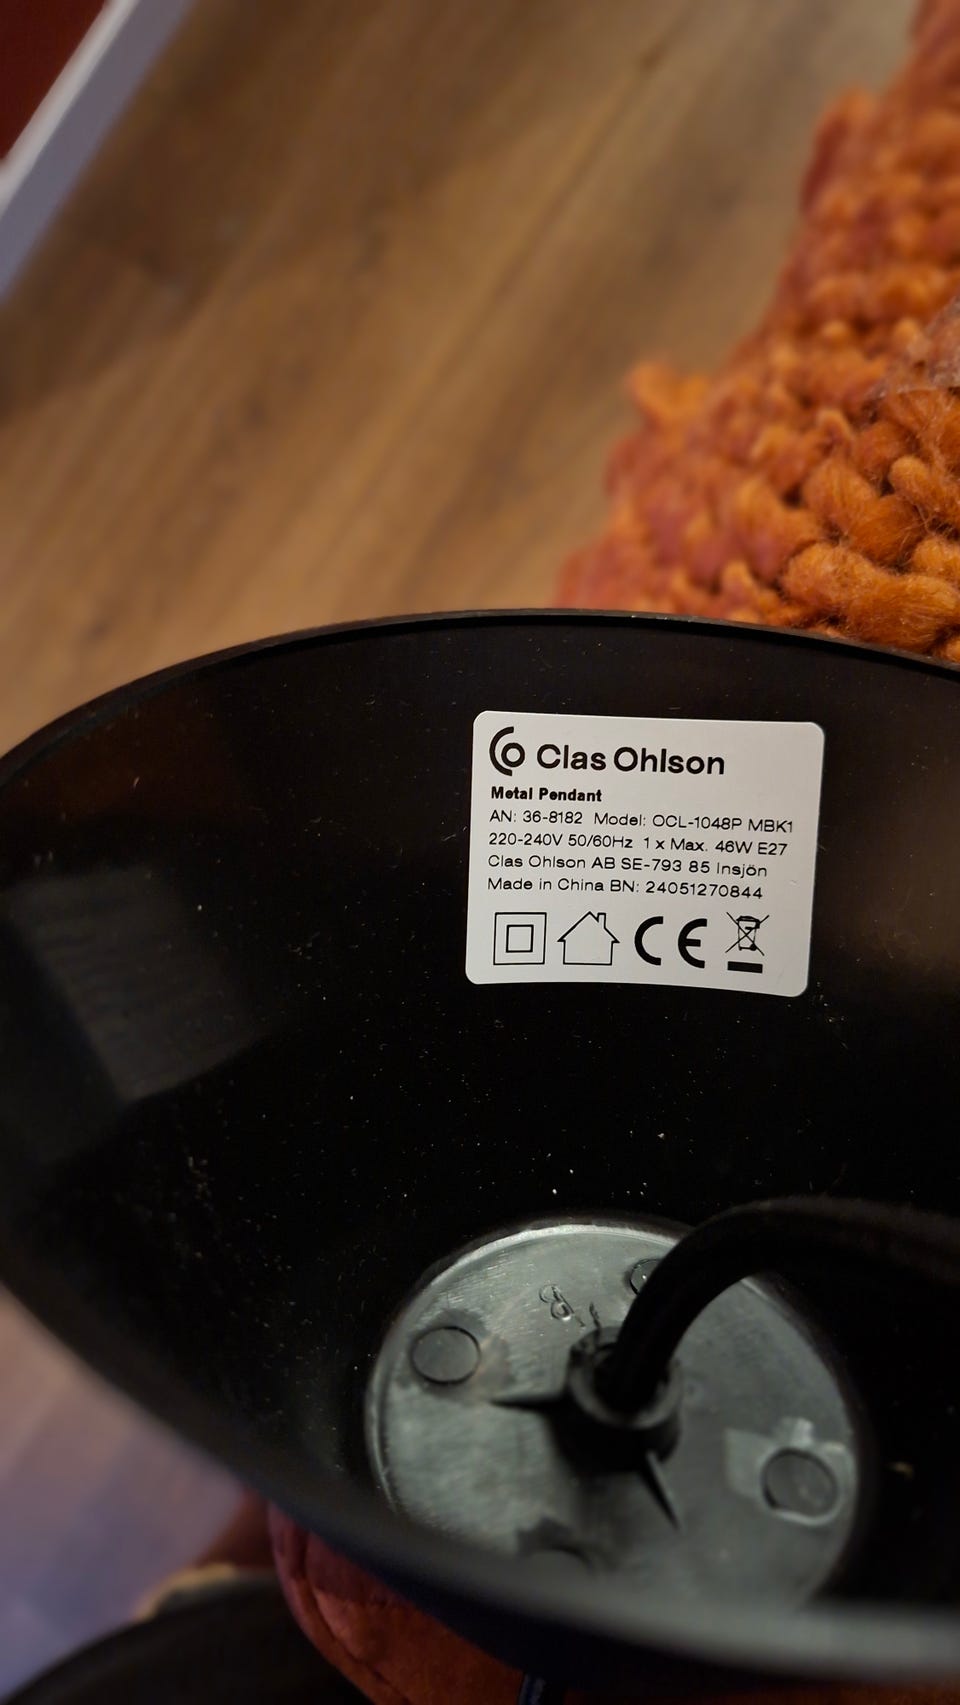 Clas Ohlson
Metal Pendant
AN: 36-8182 Model: OCL-1048P MBK1
220-240V 50/60Hz 1 x Max. 46W E27
Clas Ohlson AB SE-793 85 Insjön
Made in China BN: 24051270844
CE